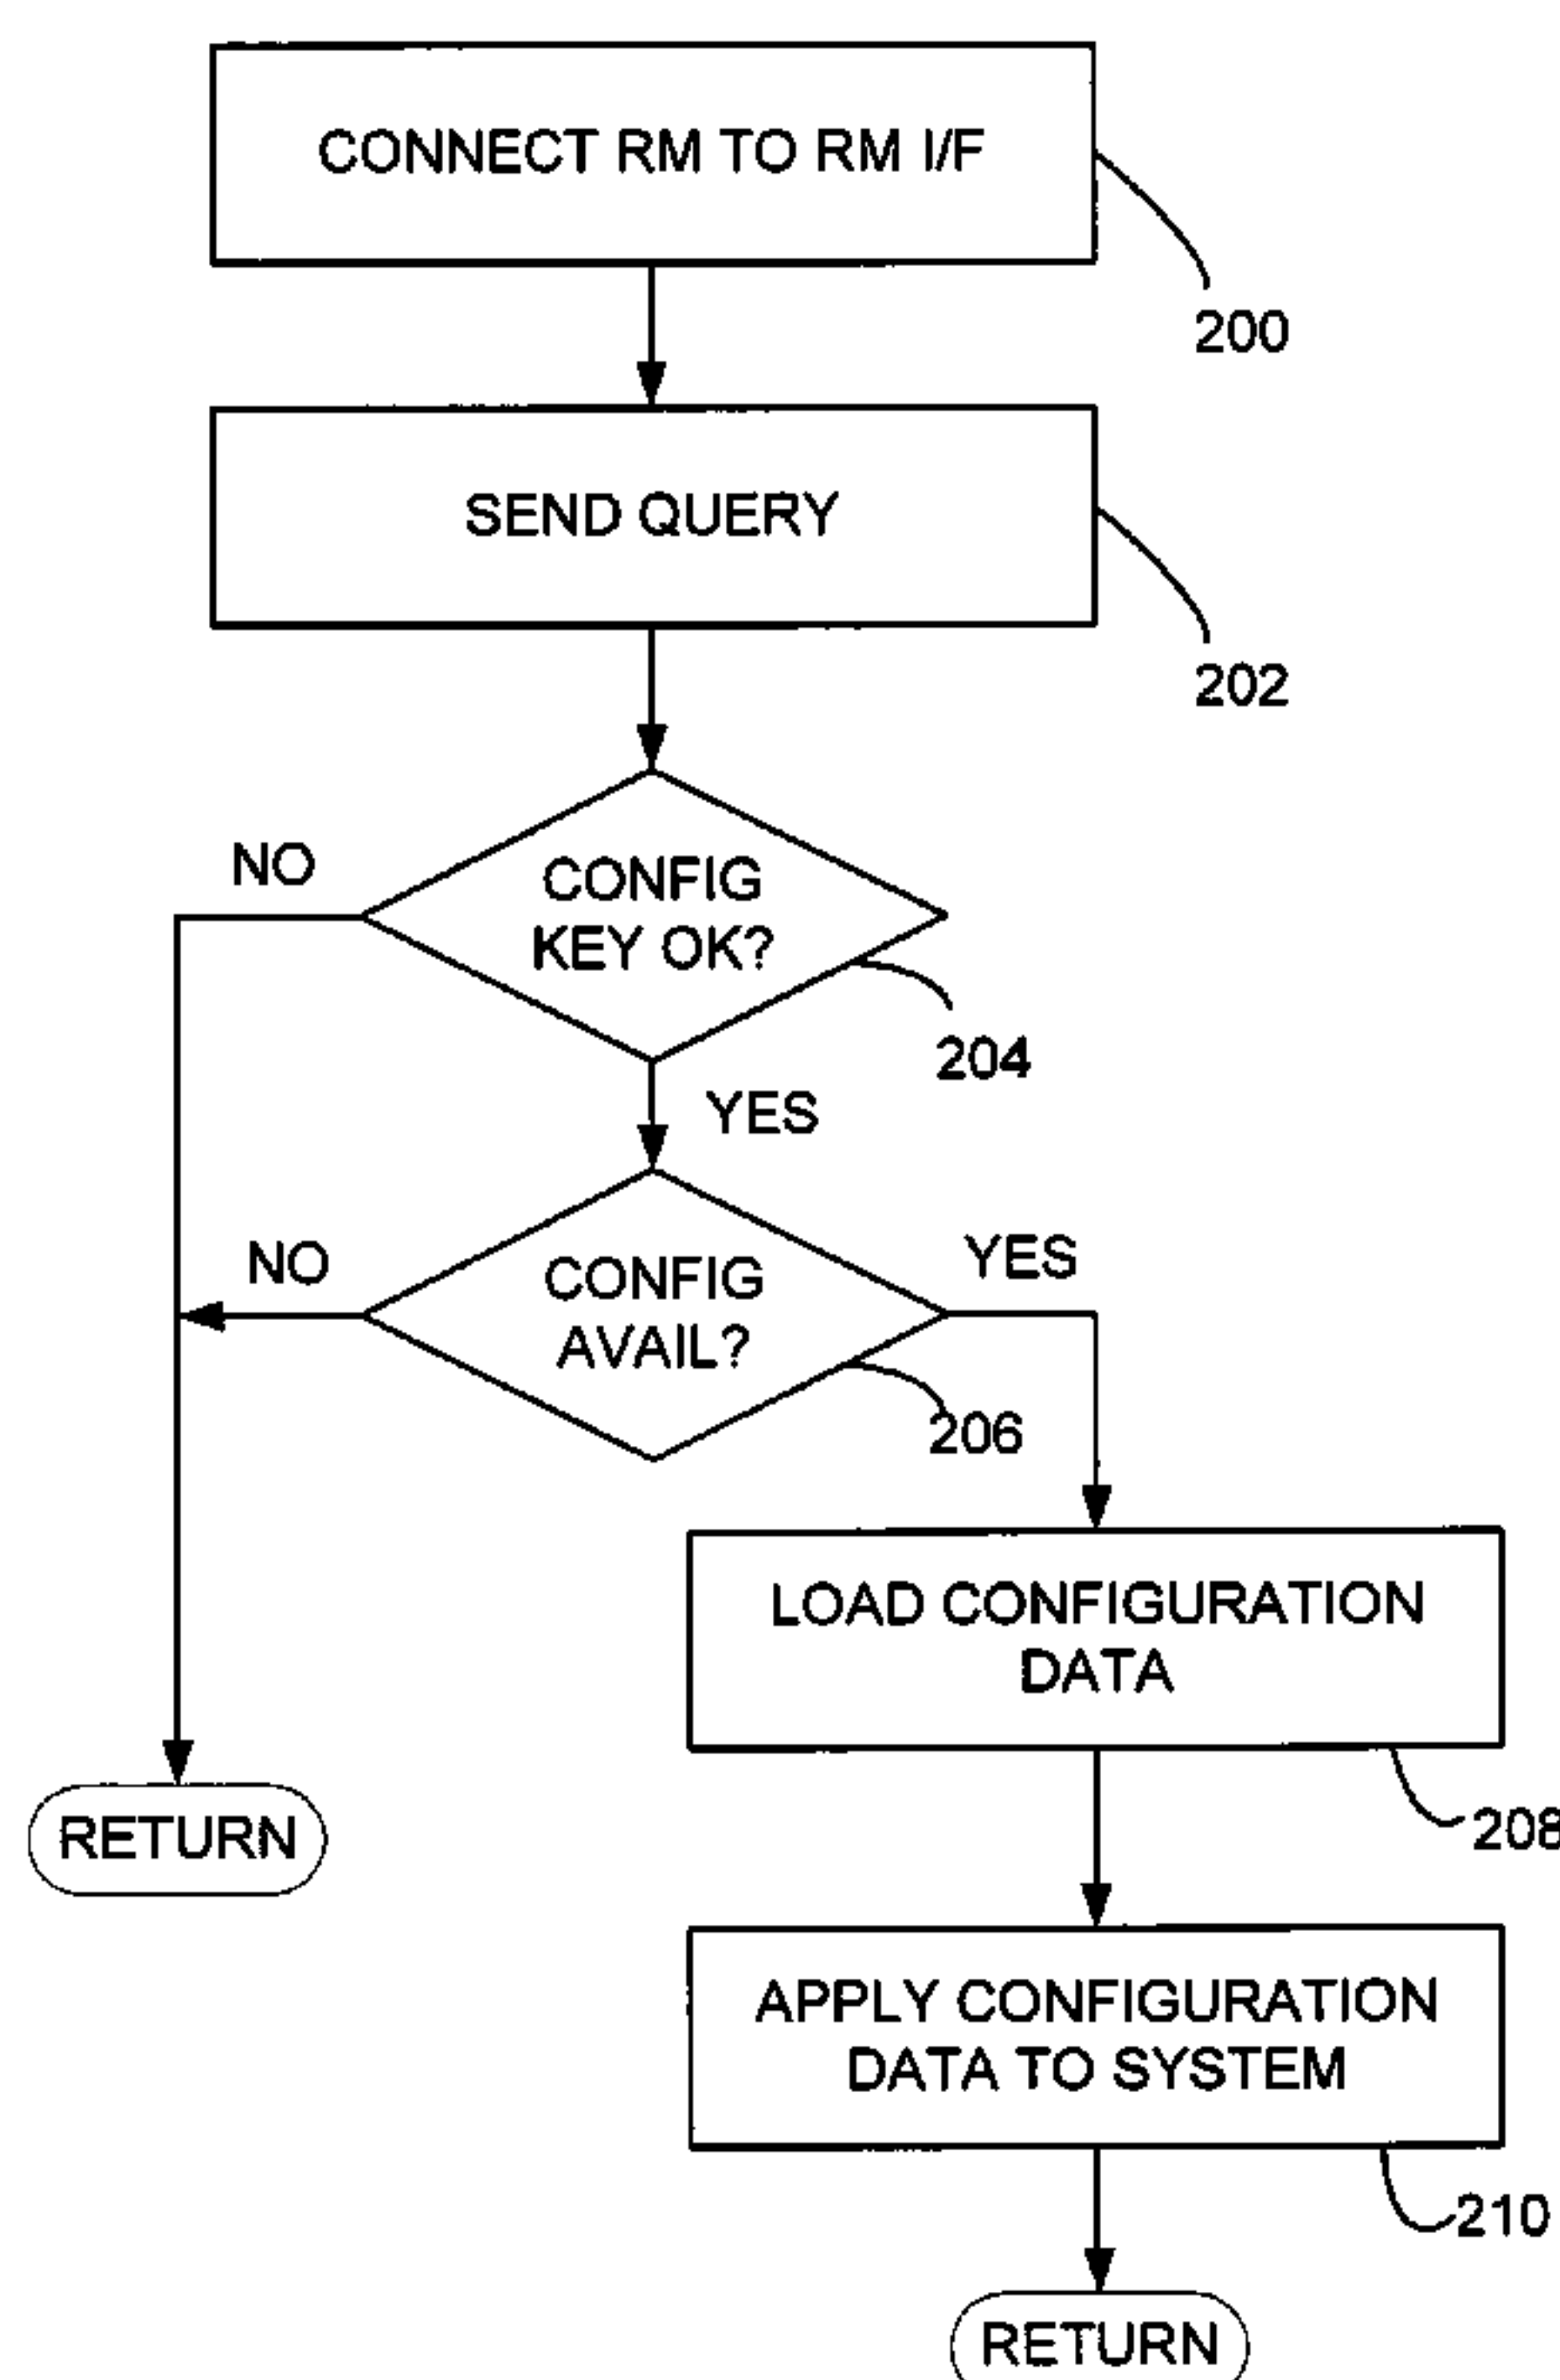 CONNECT RM TO RM I/F
200
SEND QUERY
202
NO
CONFIG
KEY OK?
204
YES
NO
CONFIG
AVAIL?
YES
206
LOAD CONFIGURATION
DATA
208
RETURN
APPLY CONFIGURATION
DATA TO SYSTEM
210
RETURN